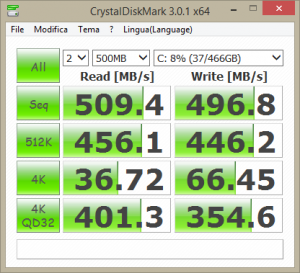 CrystalDiskMark 3.0.1 x64
File Modifica Tema ? Lingua(Language)
All 2 500MB C: 8% (37/466GB)
Read [MB/s] Write [MB/s]
Seq 509.4 496.8
512K 456.1 446.2
4K 36.72 66.45
4K QD32 401.3 354.6